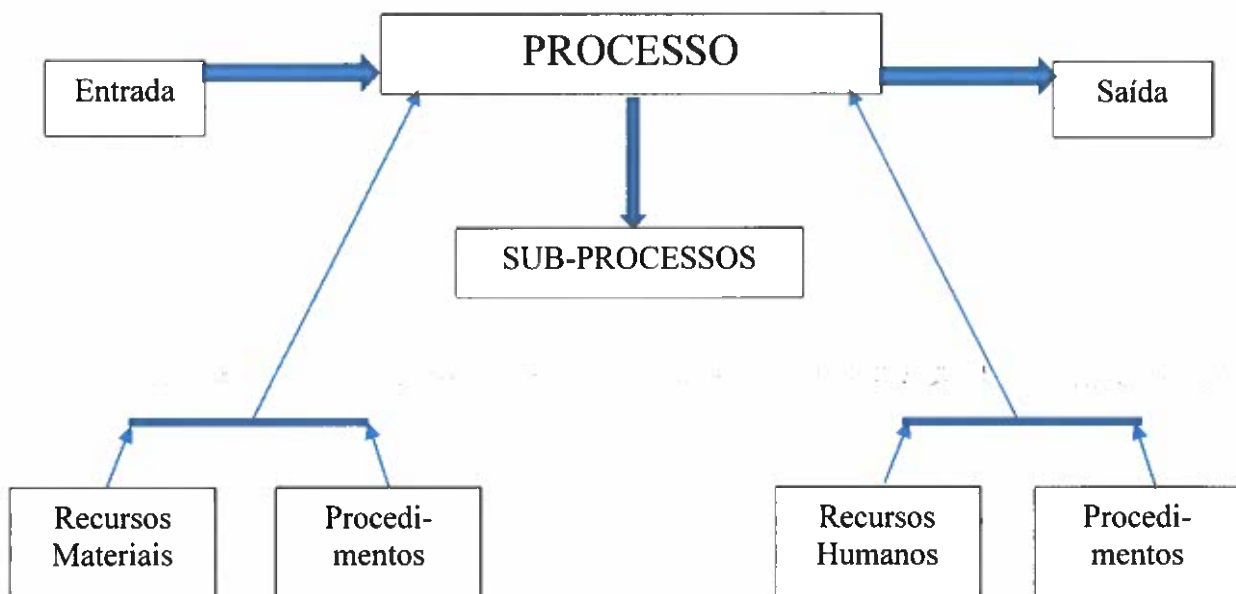 PROCESSO
Entrada
Saída
SUB-PROCESSOS
Recursos
Materiais
Procedi-
mentos
Recursos
Humanos
Procedi-
mentos